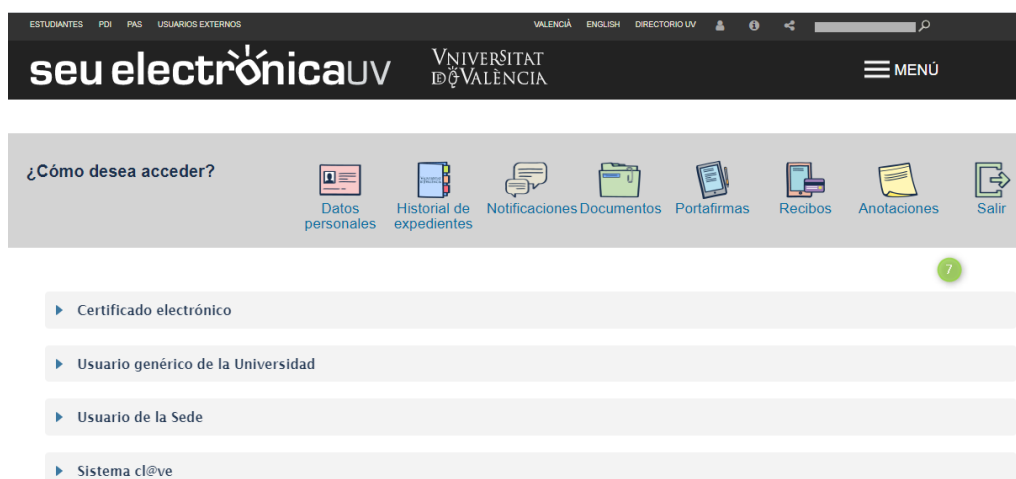 ESTUDIANTES PDI PAS USUARIOS EXTERNOS VALENCIÀ ENGLISH DIRECTORIO UV
seu electrònicauv VNIVERSITAT MENÚ
DE VALÈNCIA
¿Cómo desea acceder?
Datos personales
Historial de expedientes
Notificaciones
Documentos
Portafirmas
Recibos
Anotaciones
Salir
7
Certificado electrónico
Usuario genérico de la Universidad
Usuario de la Sede
Sistema cl@ve